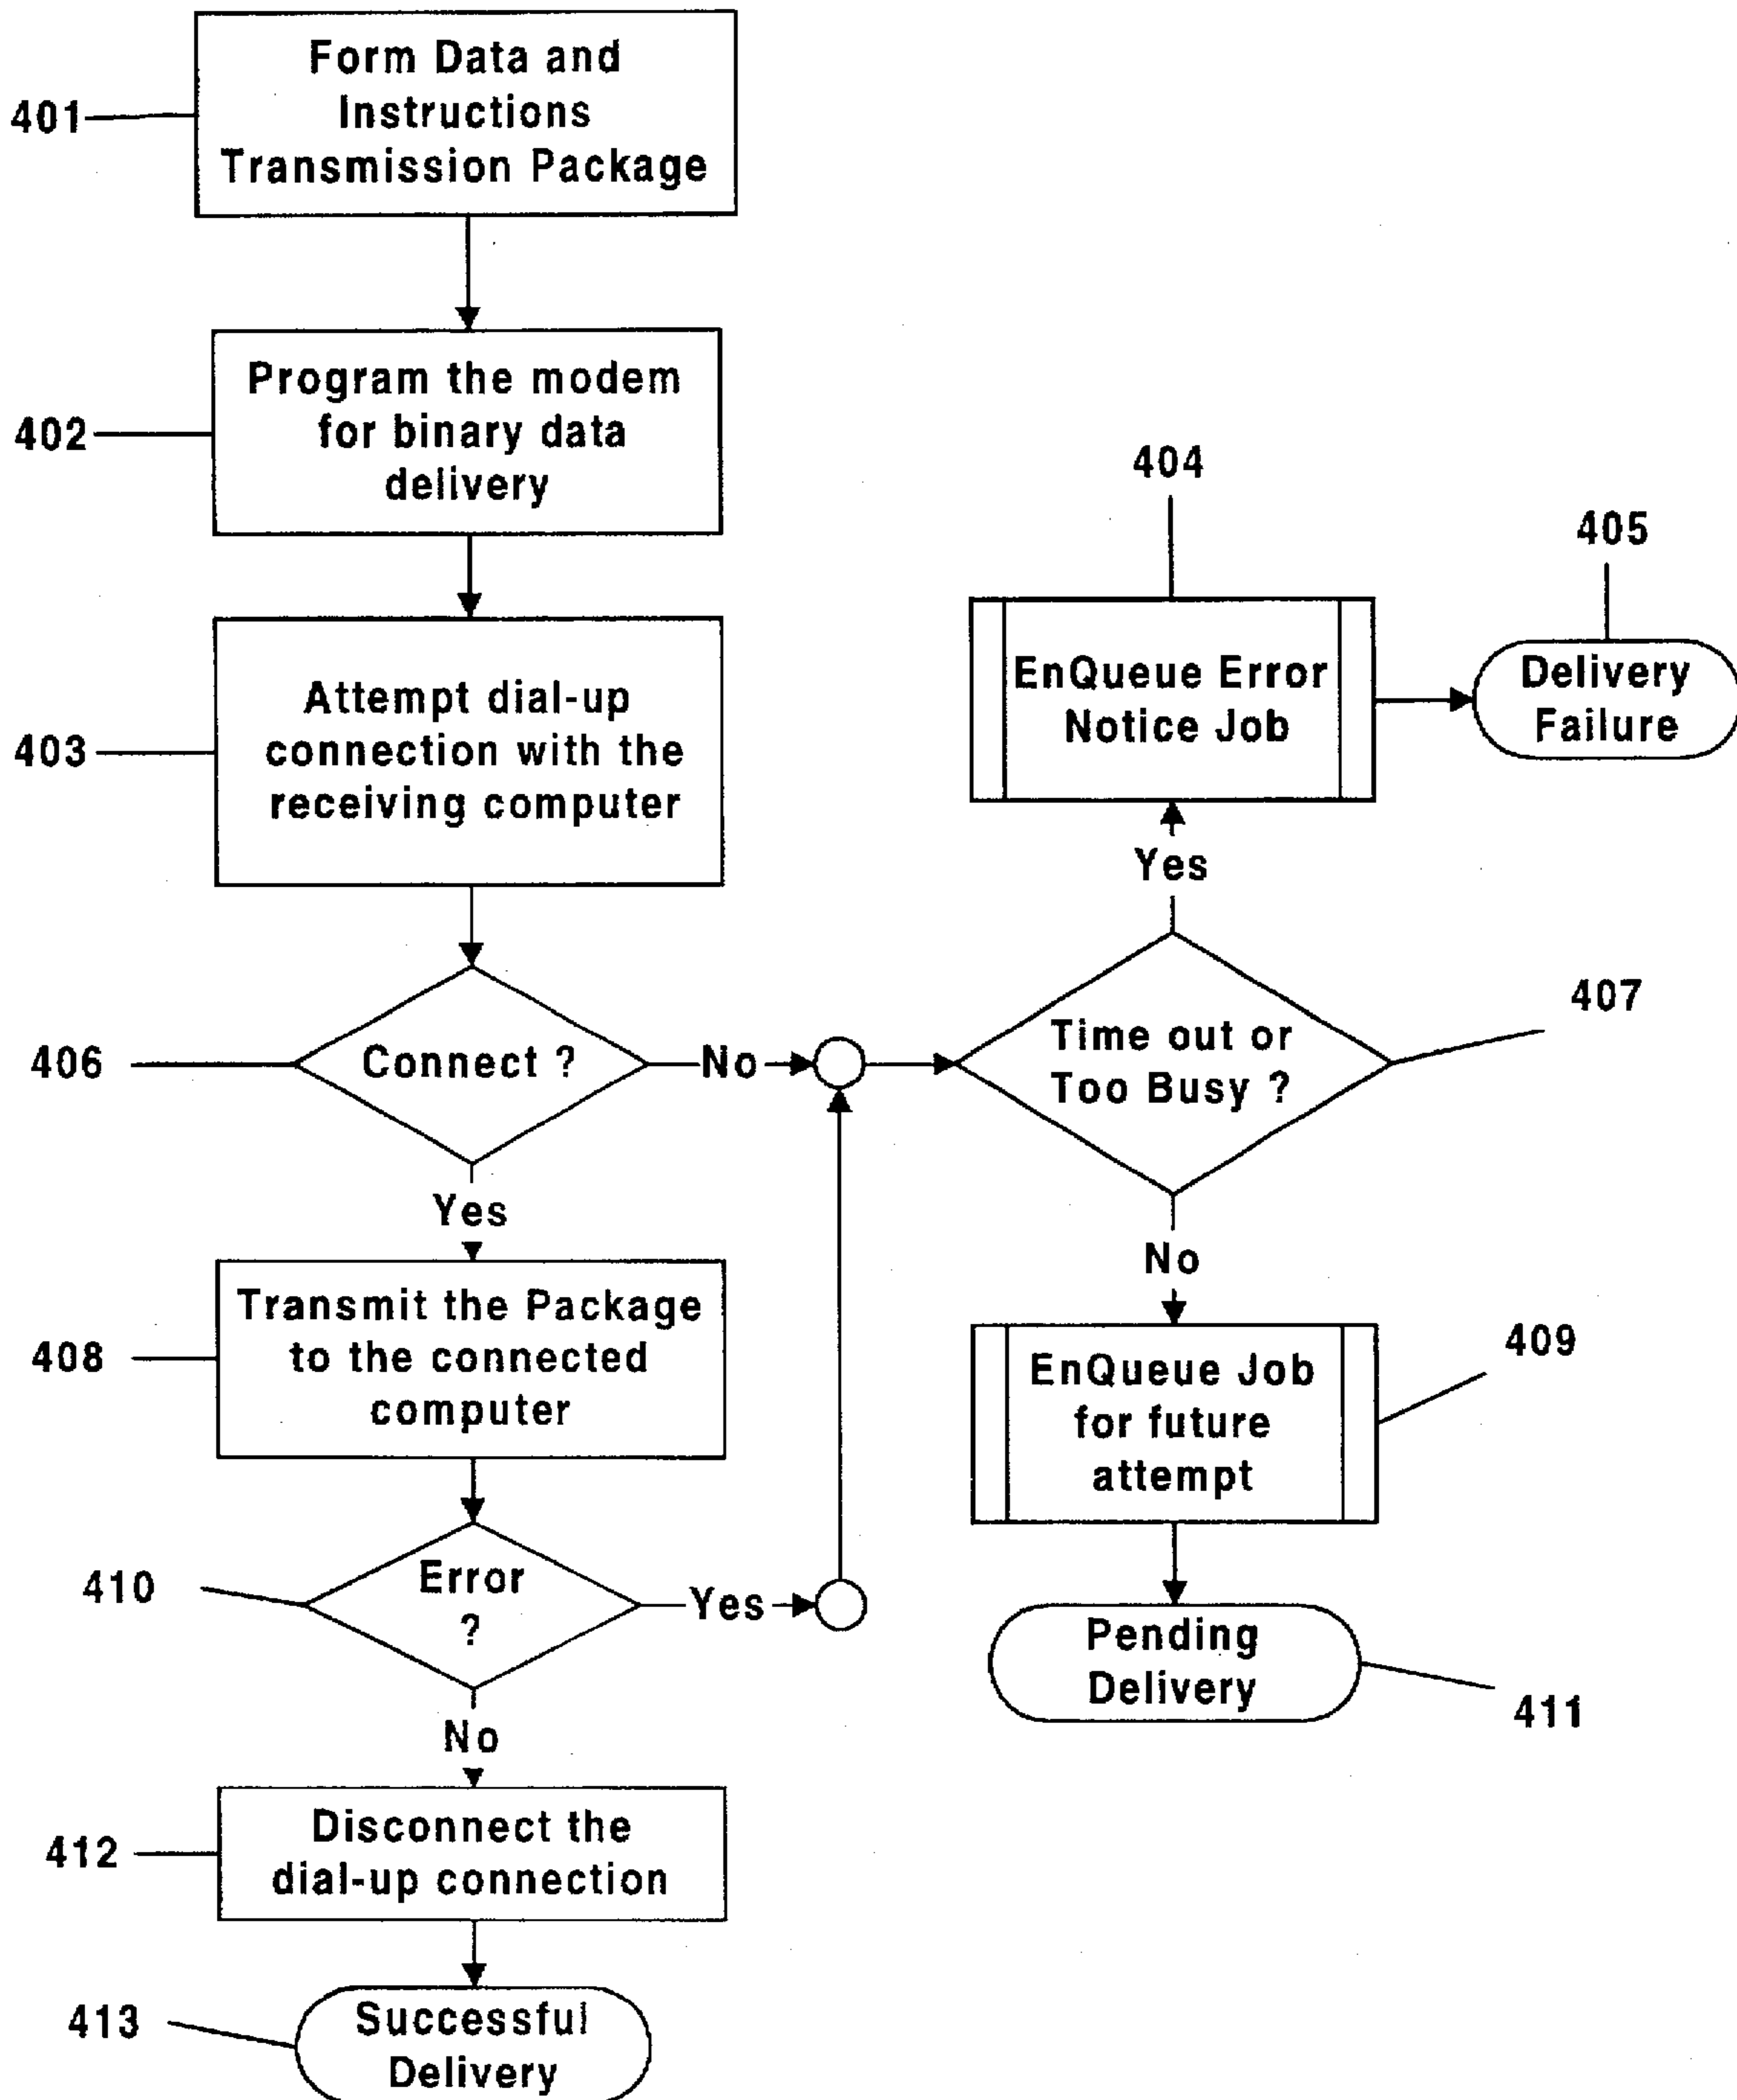 Form Data and
Instructions
Transmission Package
401
Program the modem
for binary data
delivery
402
404
405
Attempt dial-up
connection with the
receiving computer
403
EnQueue Error
Notice Job
Delivery
Failure
Yes
407
406
Connect ?
No
Time out or
Too Busy ?
Yes
No
Transmit the Package
to the connected
computer
408
409
EnQueue Job
for future
attempt
410
Error
?
Yes
Pending
Delivery
411
No
412
Disconnect the
dial-up connection
413
Successful
Delivery